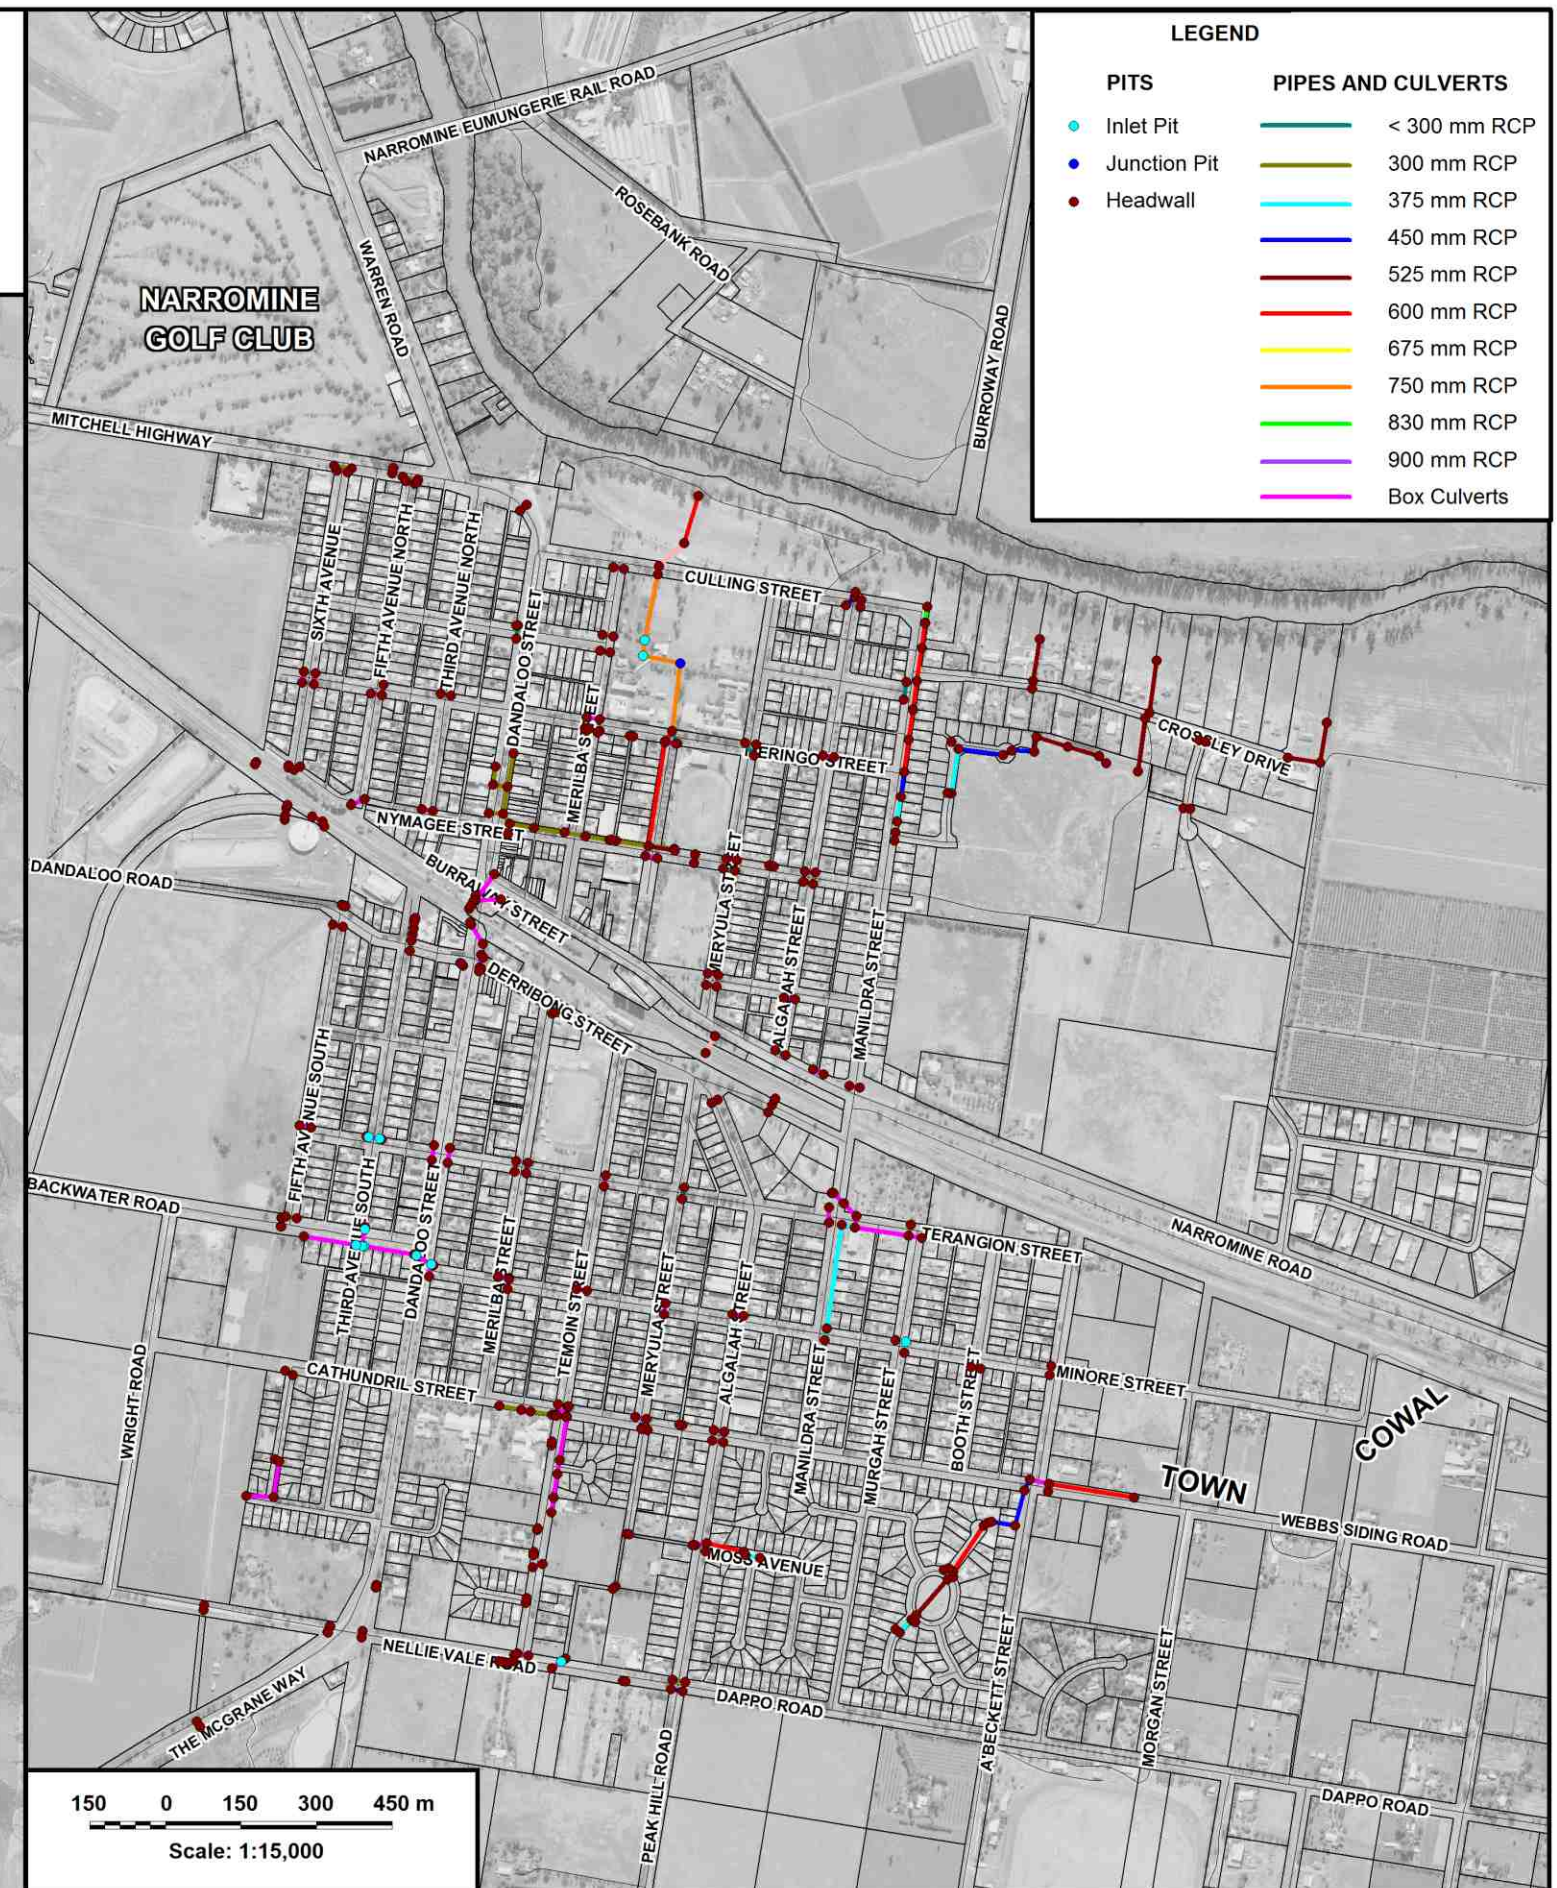 LEGEND
PITS
PIPES AND CULVERTS
Inlet Pit
Junction Pit
Headwall
< 300 mm RCP
300 mm RCP
375 mm RCP
450 mm RCP
525 mm RCP
600 mm RCP
675 mm RCP
750 mm RCP
830 mm RCP
900 mm RCP
Box Culverts
NARROMINE EUMUNGERIE RAIL ROAD
ROSEBANK ROAD
WARREN ROAD
NARROMINE
GOLF CLUB
BURROWAY ROAD
MITCHELL HIGHWAY
SIXTH AVENUE
FIFTH AVENUE NORTH
THIRD AVENUE NORTH
DANDALOO STREET
CULLING STREET
MERILBA STREET
MERINGO STREET
CROSSLEY DRIVE
NYMAGEE STREET
BURRAWAY STREET
DANDALOO ROAD
MERYULA STREET
ALGALAH STREET
MANILDRA STREET
DERRIBONG STREET
FIFTH AVENUE SOUTH
BACKWATER ROAD
THIRD AVENUE SOUTH
DANDALOO STREET
MERILBA STREET
TEMOIN STREET
MERYULA STREET
ALGALAH STREET
TERANGION STREET
NARROMINE ROAD
WRIGHT ROAD
CATHUNDRIL STREET
MANILDRA STREET
MURGAH STREET
BOOTH STREET
MINORE STREET
COWAL
TOWN
WEBBS SIDING ROAD
MOSS AVENUE
NELLIE VALE ROAD
THE MCGRANE WAY
DAPPO ROAD
A'BECKETT STREET
MORGAN STREET
PEAK HILL ROAD
DAPPO ROAD
150 0 150 300 450 m
Scale: 1:15,000